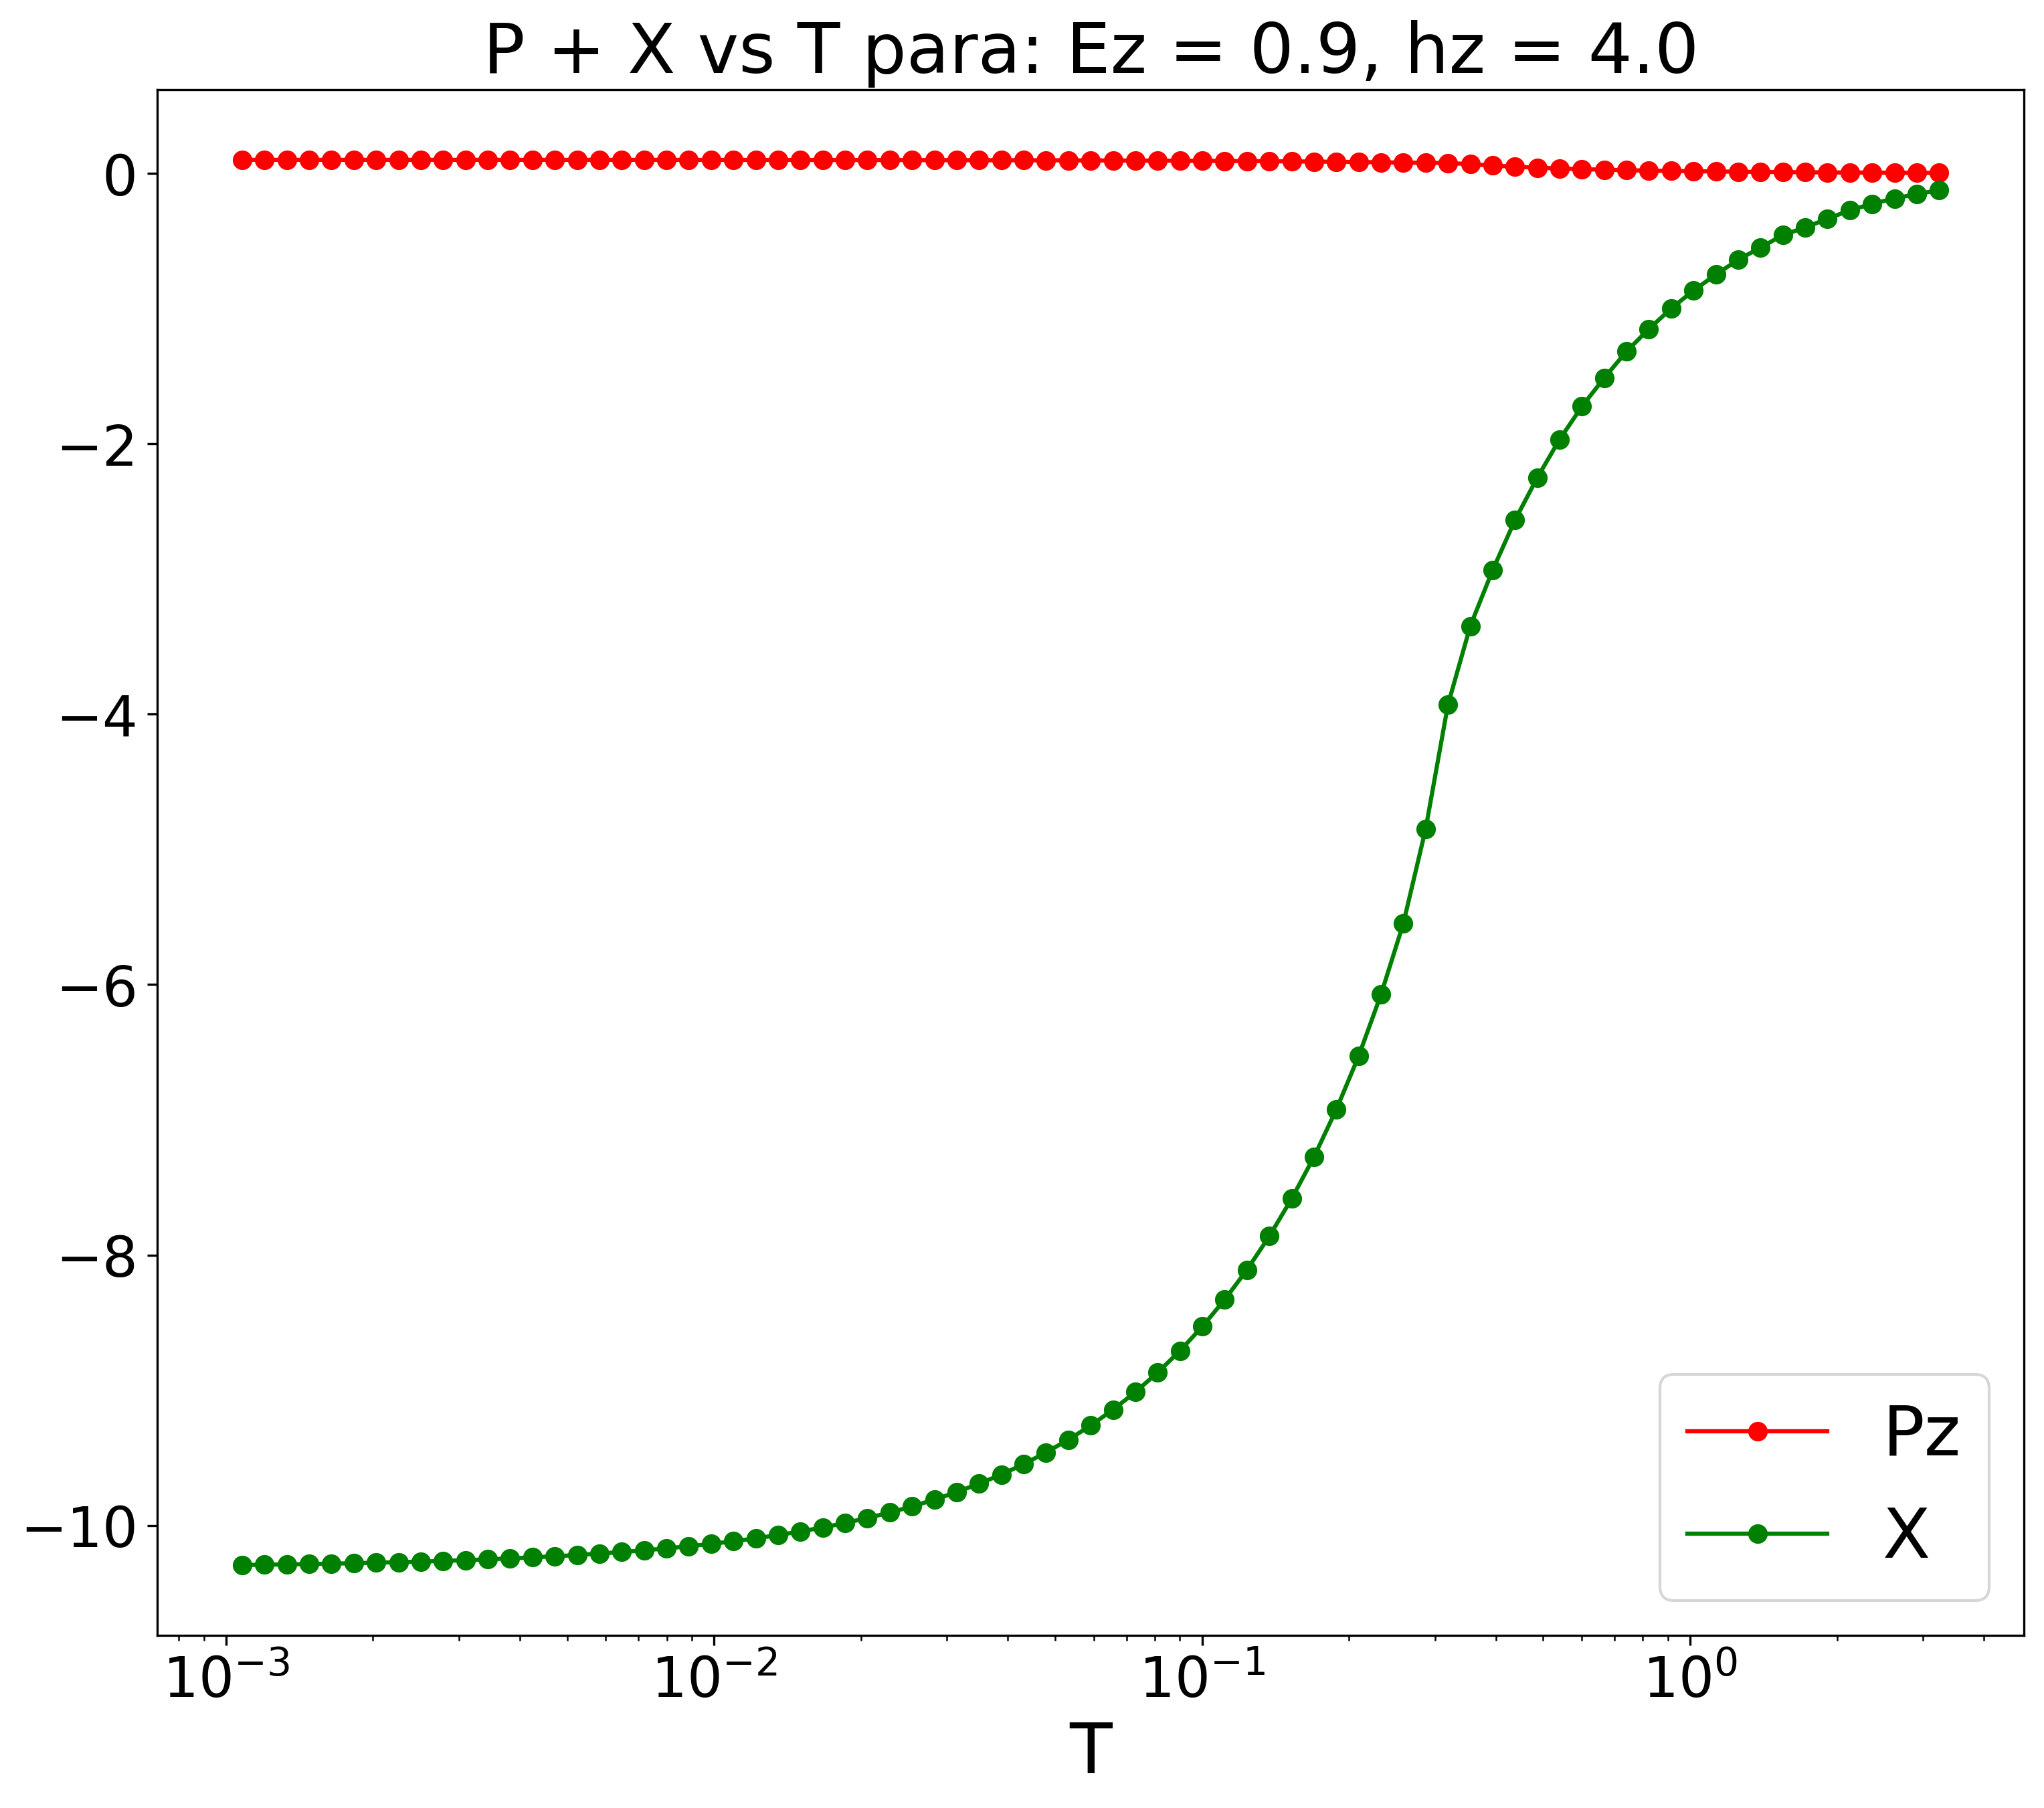 P + X vs T para: Ez = 0.9, hz = 4.0
0
−2
−4
−6
−8
−10
Pz
X
10⁻³ 10⁻² 10⁻¹ 10⁰
T